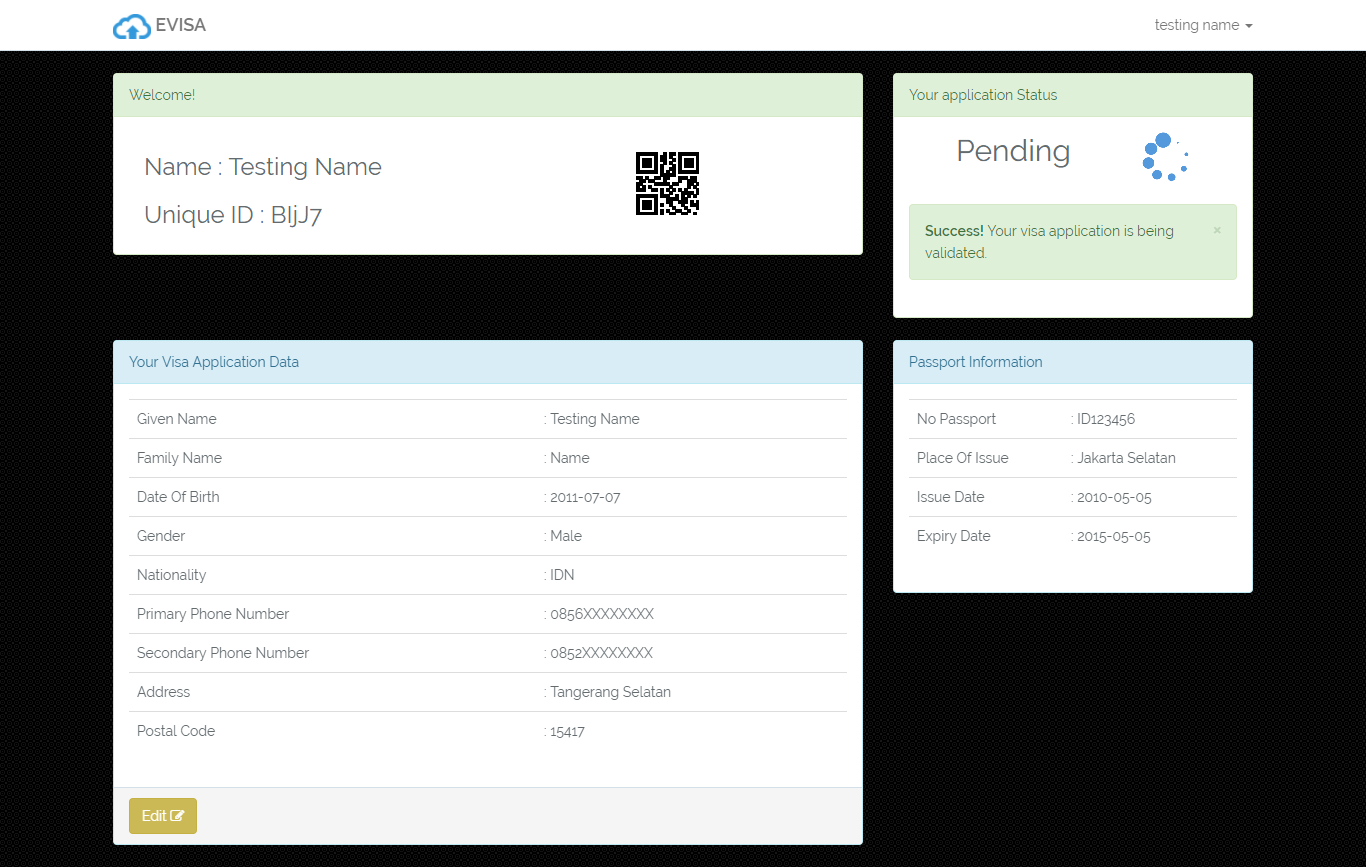 EVISA
testing name
Welcome!
Name : Testing Name
Unique ID : BIjJ7
Your application Status
Pending
Success! Your visa application is being ×
validated.
Your Visa Application Data
Given Name : Testing Name
Family Name : Name
Date Of Birth : 2011-07-07
Gender : Male
Nationality : IDN
Primary Phone Number : 0856XXXXXXXX
Secondary Phone Number : 0852XXXXXXXX
Address : Tangerang Selatan
Postal Code : 15417
Edit
Passport Information
No Passport : ID123456
Place Of Issue : Jakarta Selatan
Issue Date : 2010-05-05
Expiry Date : 2015-05-05